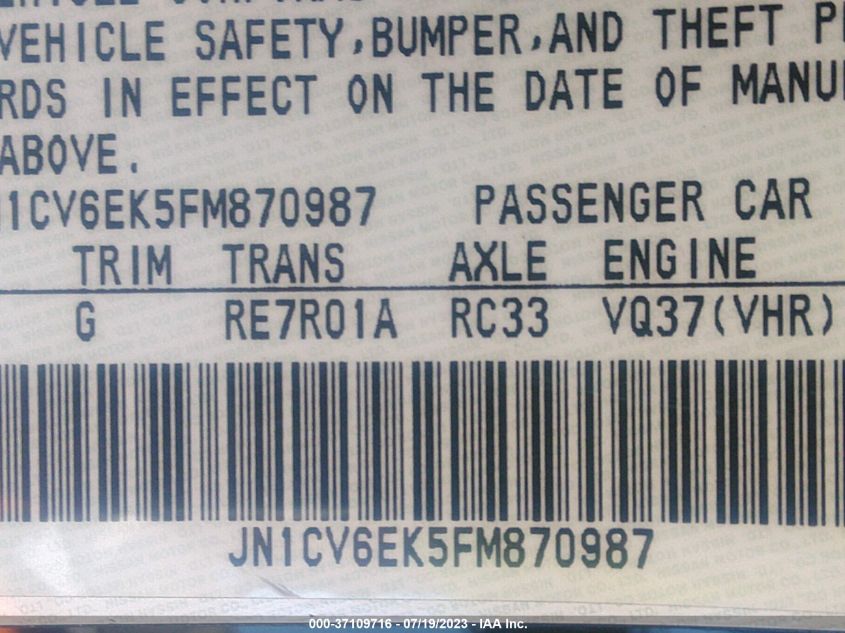 VEHICLE SAFETY, BUMPER, AND THEFT
RDS IN EFFECT ON THE DATE OF MANU
ABOVE.
1CV6EK5FM870987 PASSENGER CAR
TRIM TRANS AXLE ENGINE
G RE7R01A RC33 VQ37(VHR)
JN1CV6EK5FM870987
000-37109716 - 07/19/2023 - IAA Inc.